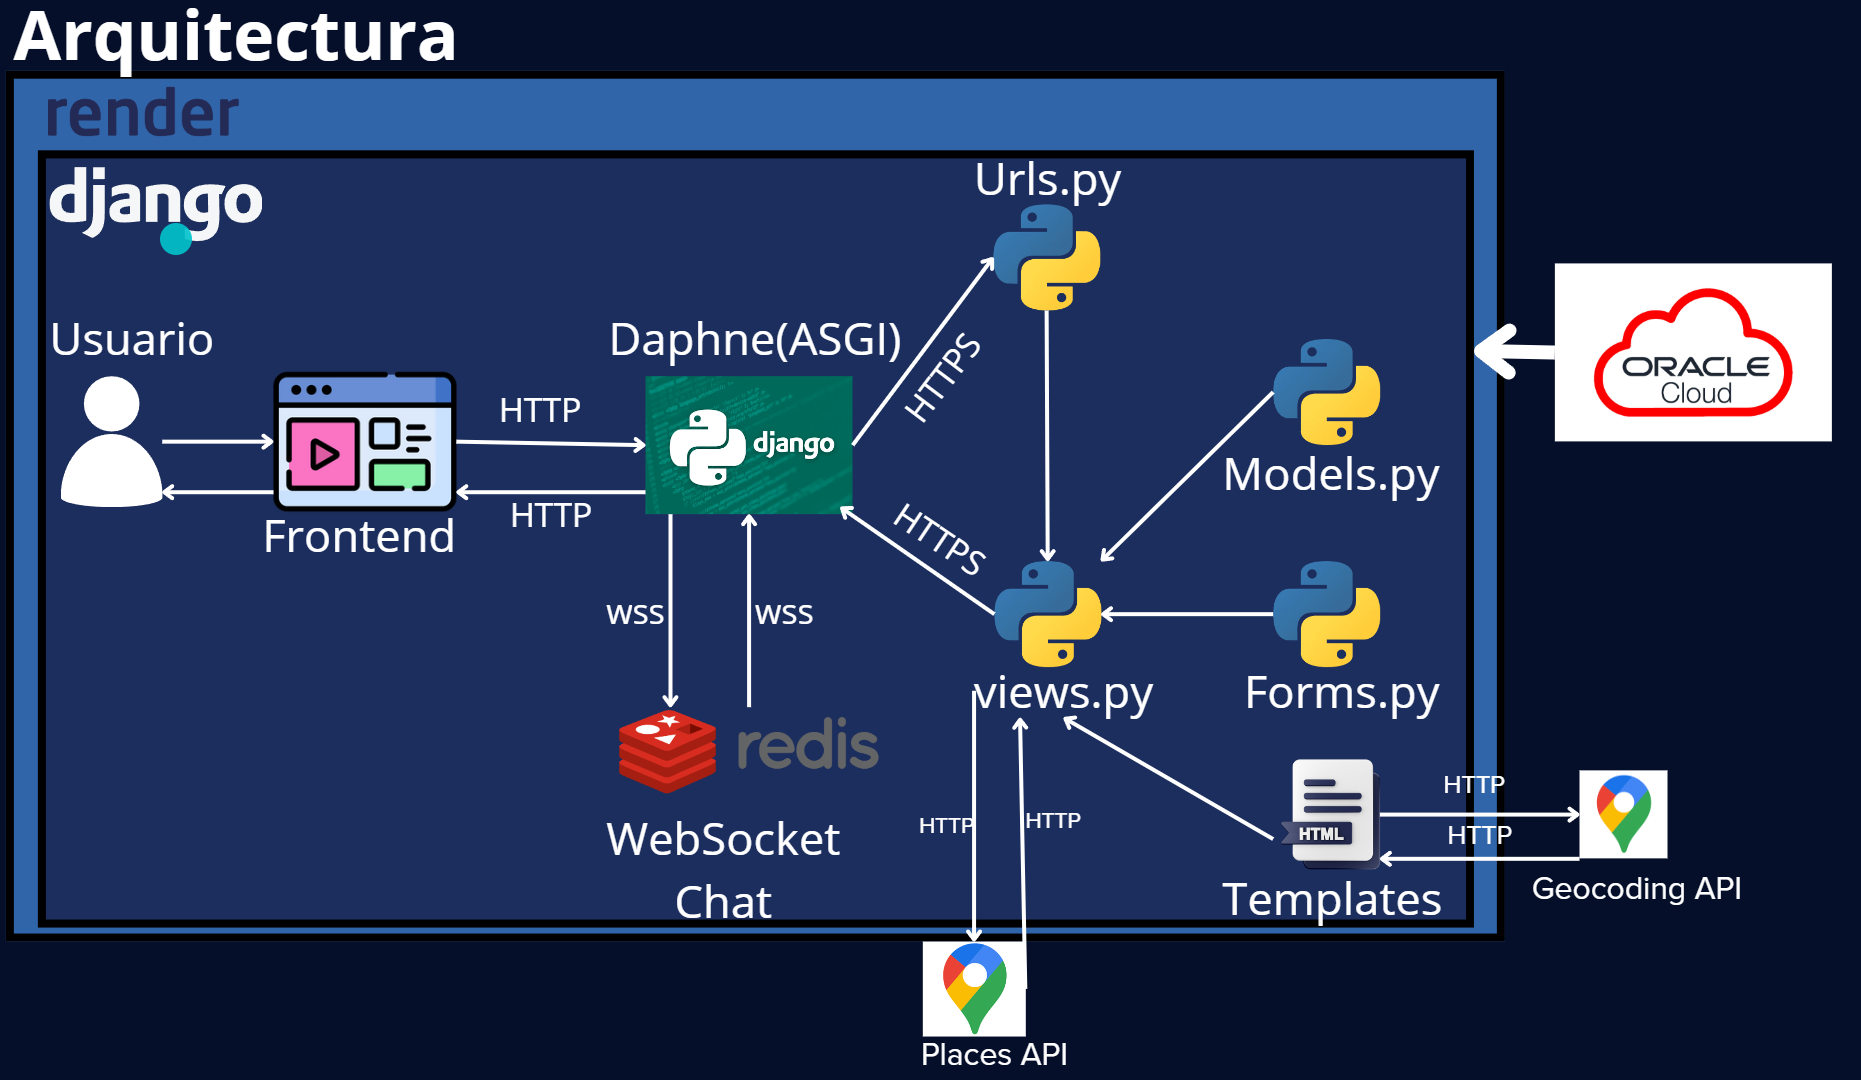 Arquitectura
render
django
Urls.py
Usuario
Daphne(ASGI)
HTTPS
HTTP
django
ORACLE
Cloud
Models.py
HTTP
Frontend
HTTPS
wss
wss
views.py
Forms.py
redis
HTTP
HTTP
HTTP
HTML
HTTP
WebSocket
Chat
Templates
Geocoding API
Places API